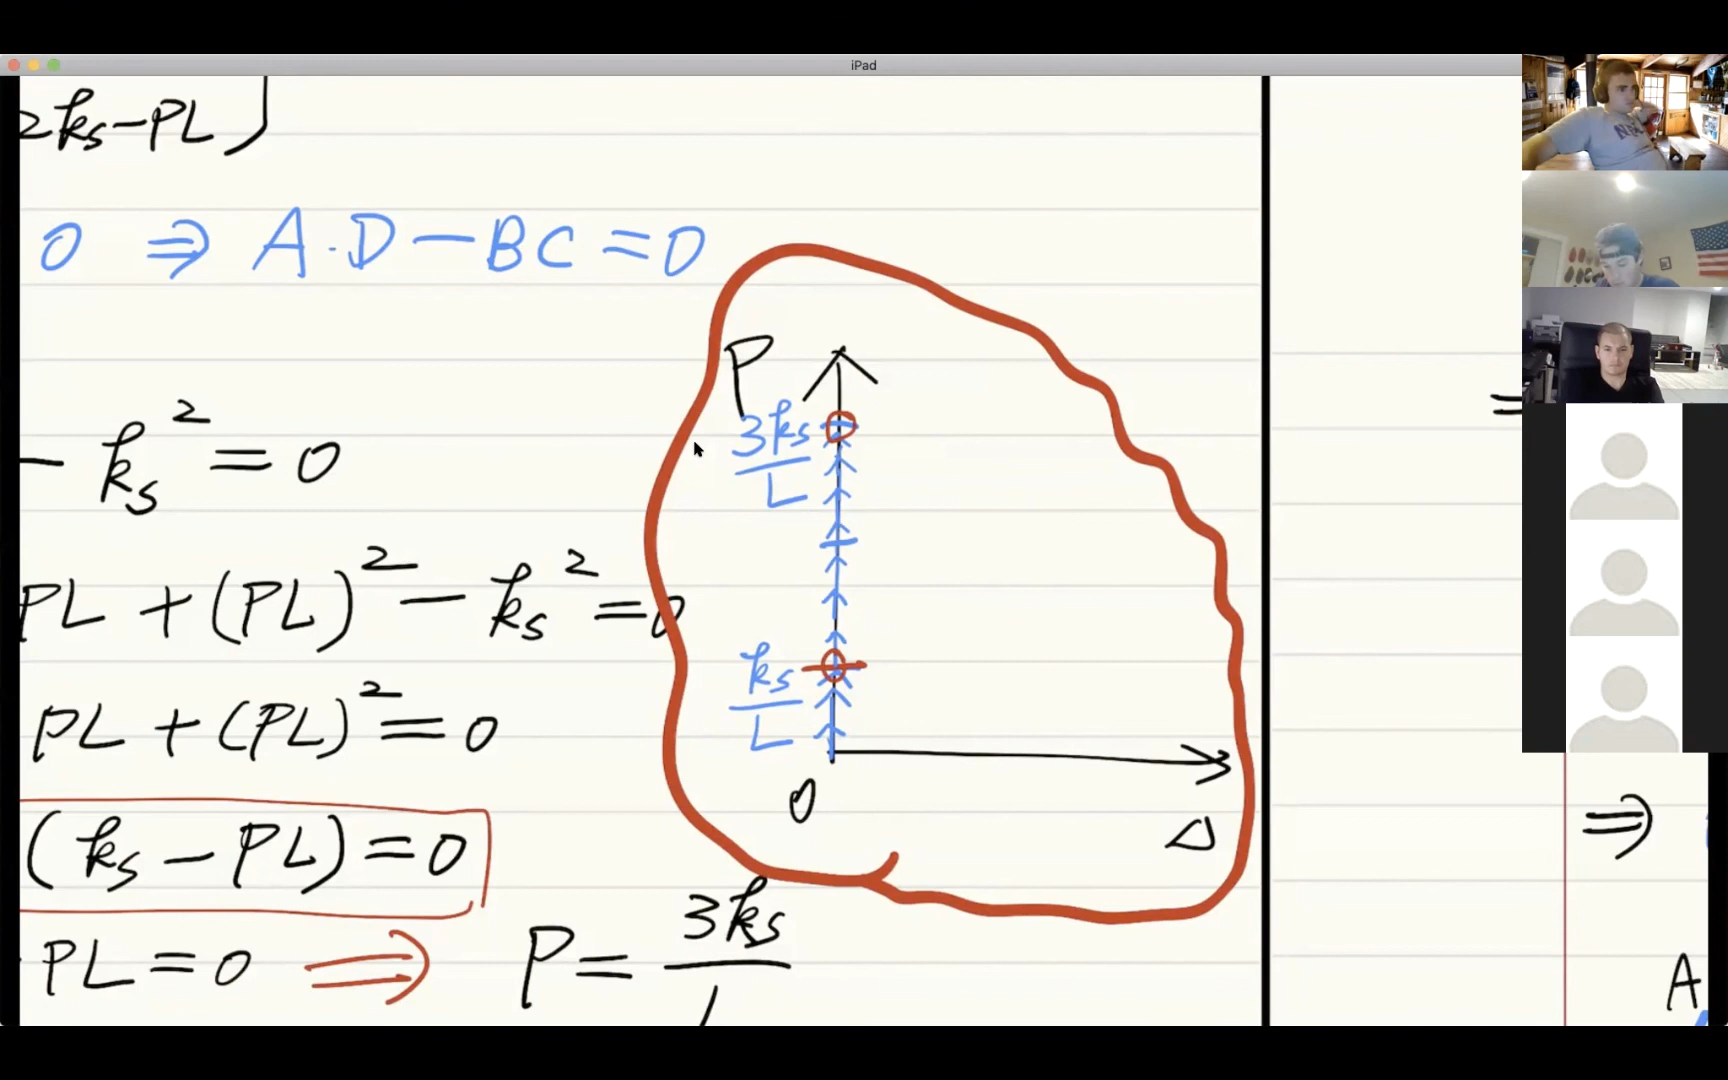 iPad
2ks-PL)
0 ⇒ A·D-BC=0
P
3ks/L
- ks²=0
PL+(PL)²-ks²=0
ks/L
PL+(PL)²=0
0
Δ
(ks-PL)=0
PL=0 ⇒ P=3ks/L
=
⇒
A